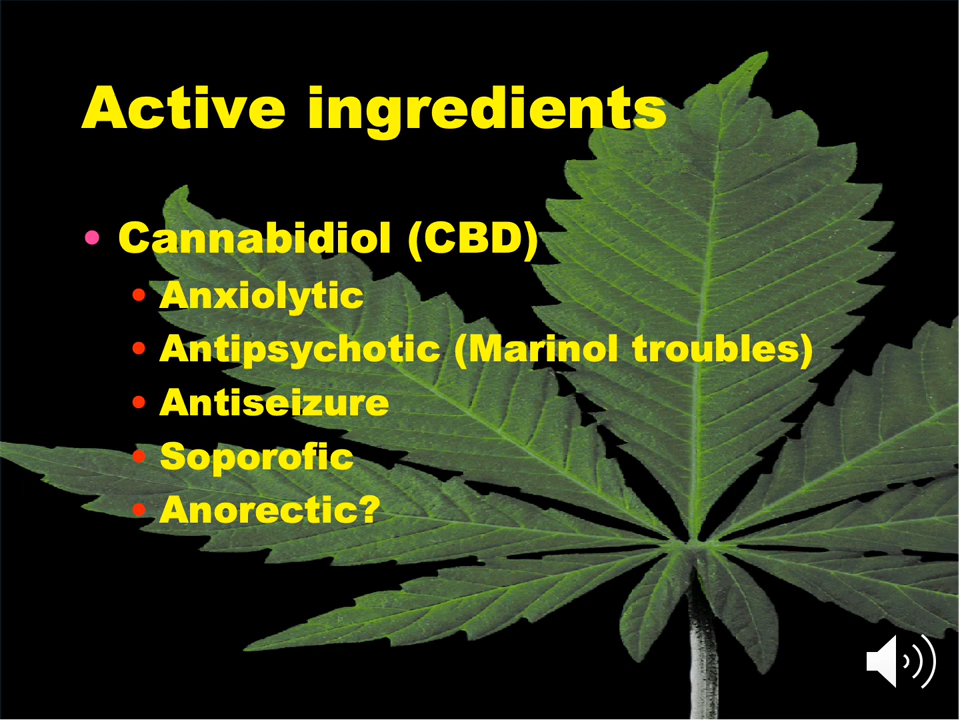 Active ingredients
• Cannabidiol (CBD)
• Anxiolytic
• Antipsychotic (Marinol troubles)
• Antiseizure
• Soporofic
• Anorectic?